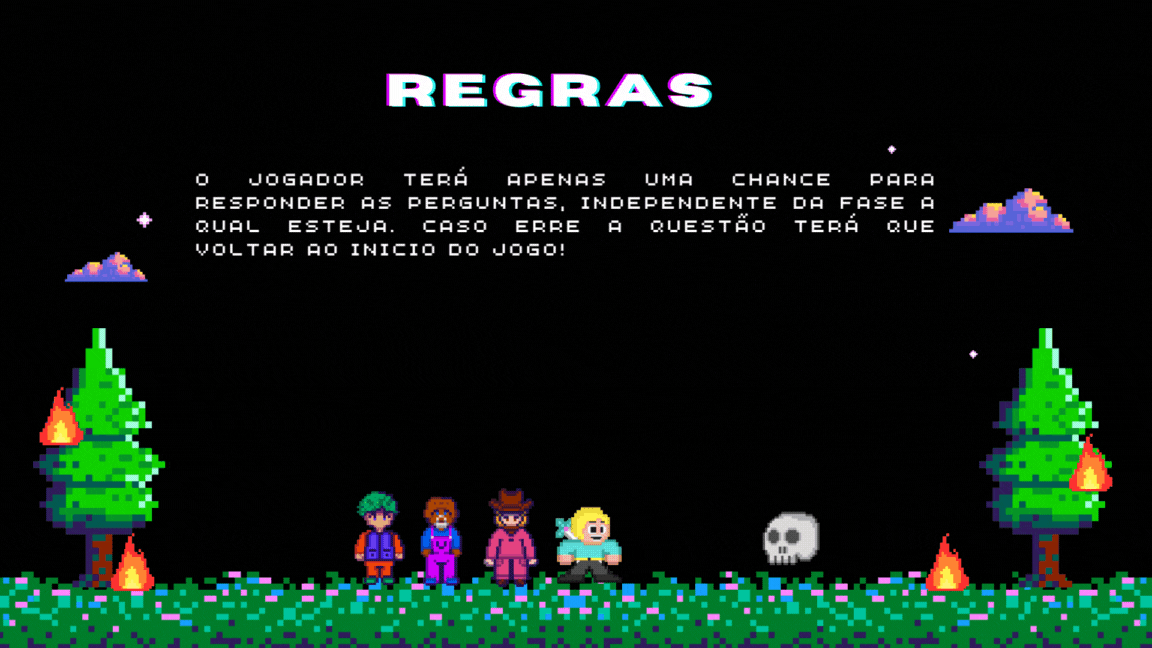 REGRAS
O JOGADOR TERÁ APENAS UMA CHANCE PARA
RESPONDER AS PERGUNTAS, INDEPENDENTE DA FASE A
QUAL ESTEJA. CASO ERRE A QUESTÃO TERÁ QUE
VOLTAR AO INICIO DO JOGO!